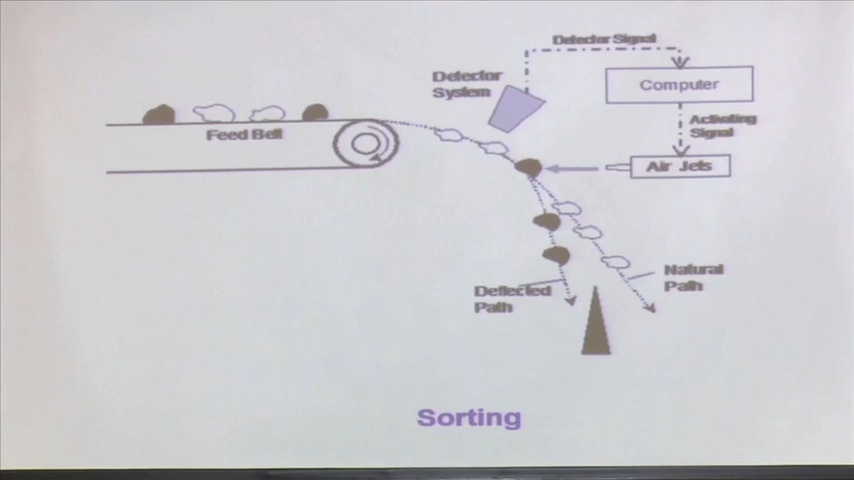 Detector Signal
Detector
System
Computer
Activating
Signal
Feed Belt
Air Jets
Natural
Path
Deflected
Path
Sorting